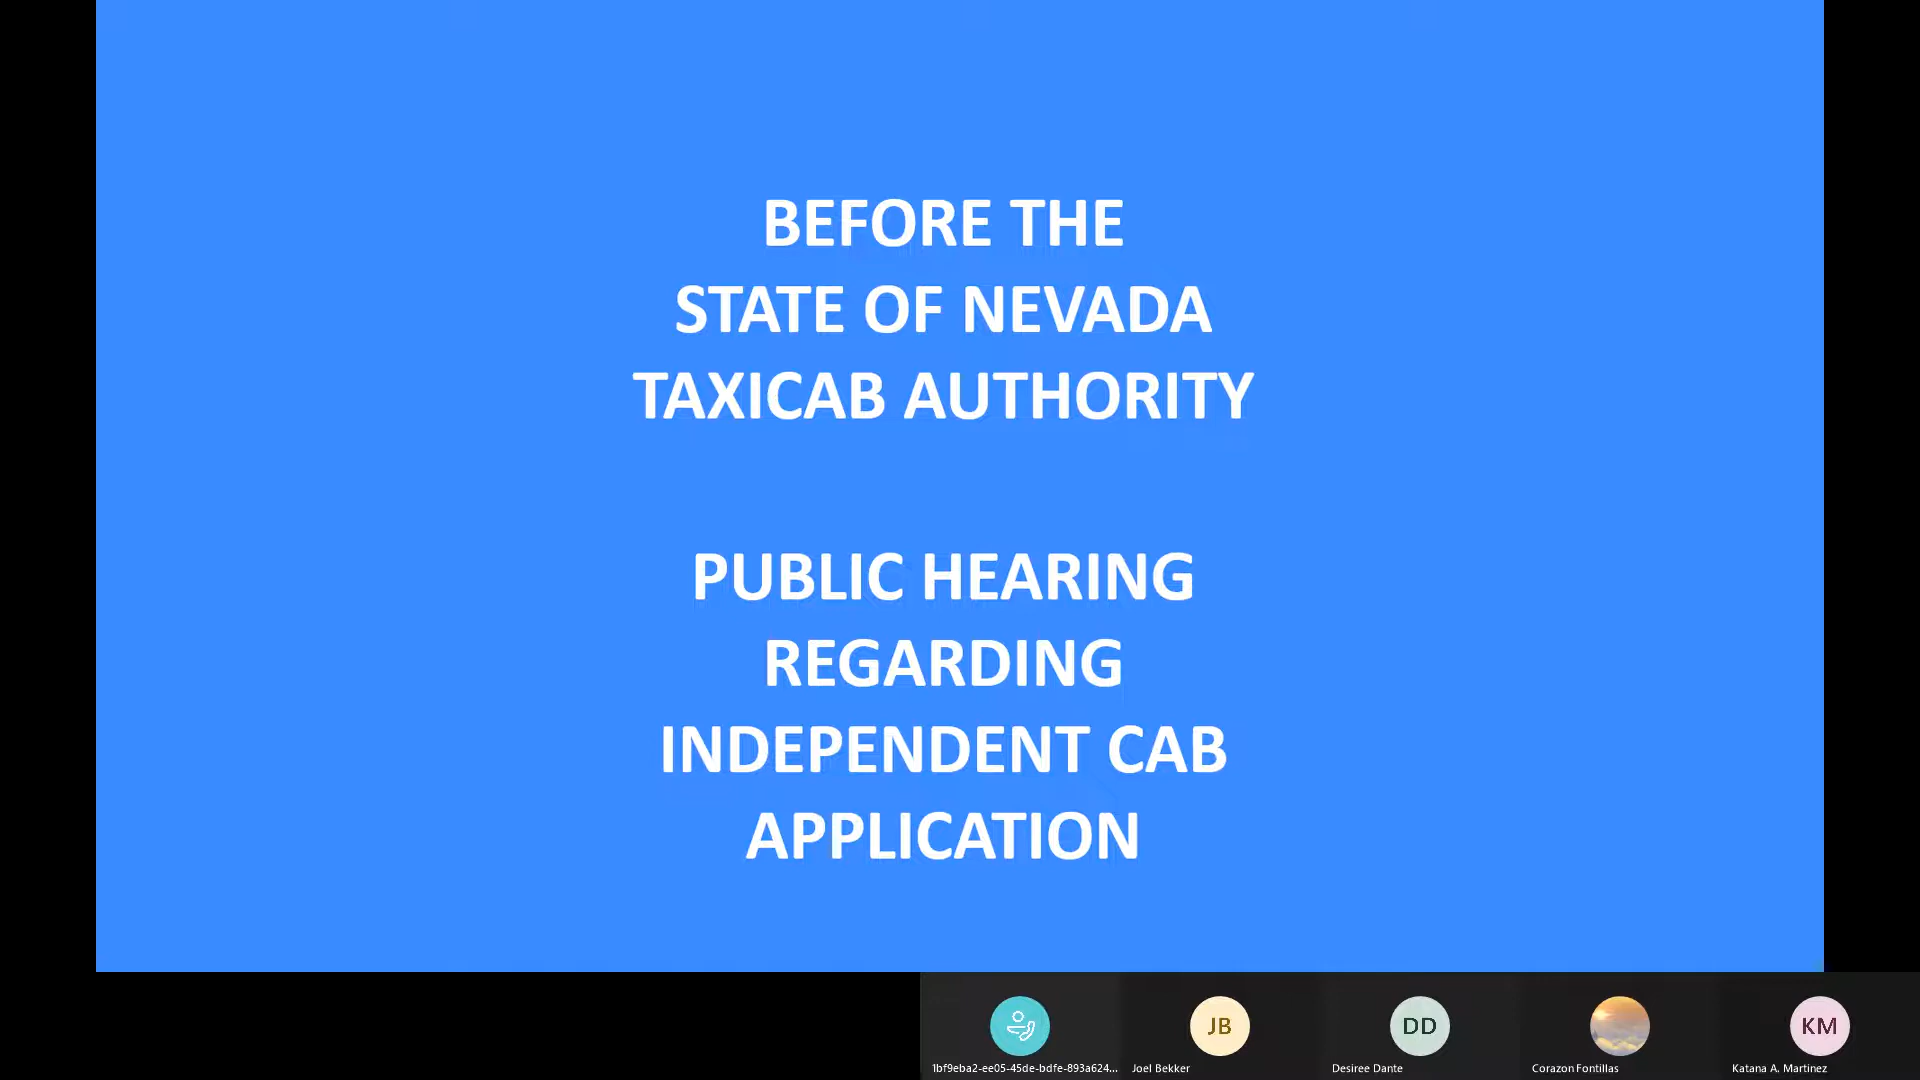 BEFORE THE
STATE OF NEVADA
TAXICAB AUTHORITY
PUBLIC HEARING
REGARDING
INDEPENDENT CAB
APPLICATION
JB
DD
KM
1bf9eba2-ee05-45de-bdfe-893a624...
Joel Bekker
Desiree Dante
Corazon Fontillas
Katana A. Martinez